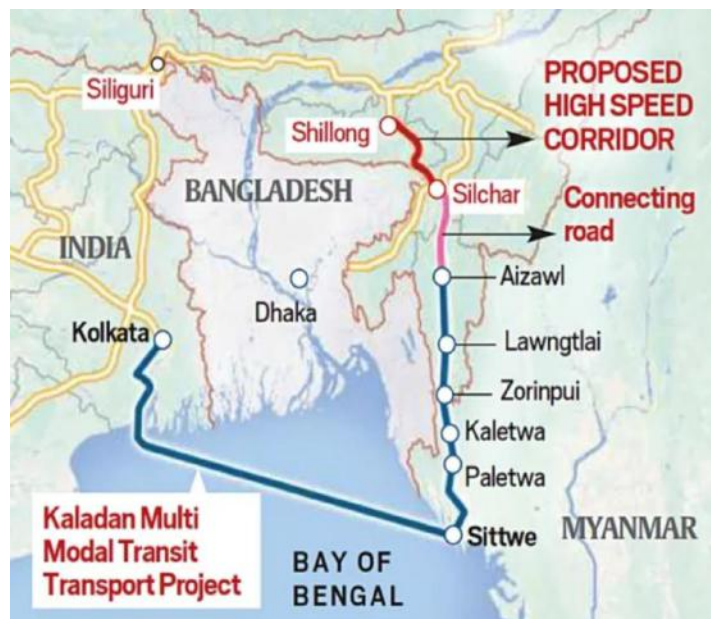 Siliguri
PROPOSED
HIGH SPEED
CORRIDOR
Shillong
BANGLADESH
Silchar
Connecting
road
INDIA
Aizawl
Dhaka
Kolkata
Lawngtlai
Zorinpui
Kaletwa
Paletwa
Kaladan Multi
Modal Transit
Transport Project
Sittwe
MYANMAR
BAY OF
BENGAL